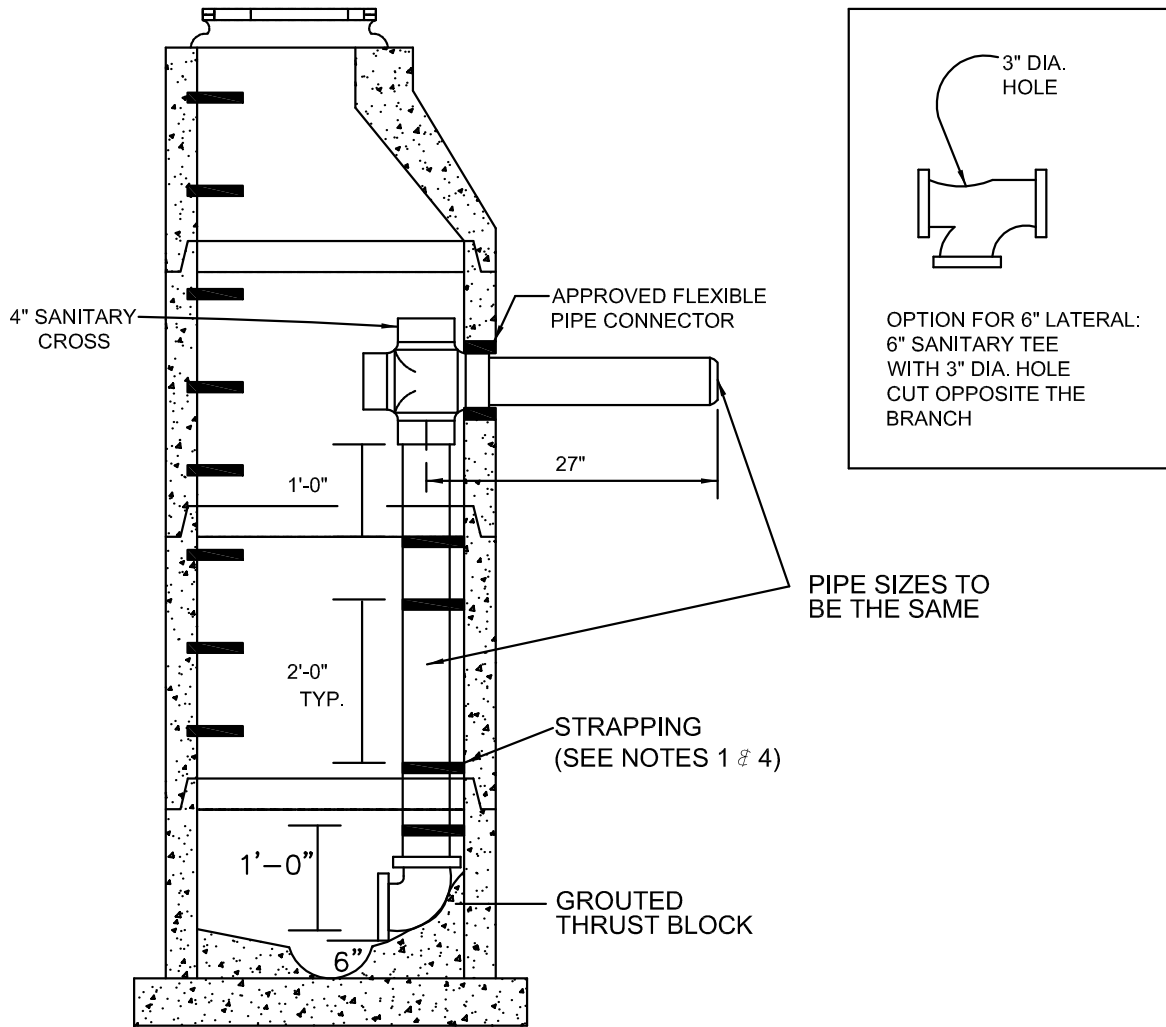 3" DIA.
HOLE
OPTION FOR 6" LATERAL:
6" SANITARY TEE
WITH 3" DIA. HOLE
CUT OPPOSITE THE
BRANCH
4" SANITARY
CROSS
APPROVED FLEXIBLE
PIPE CONNECTOR
27"
1'-0"
PIPE SIZES TO
BE THE SAME
2'-0"
TYP.
STRAPPING
(SEE NOTES 1 & 4)
1'-0"
GROUTED
THRUST BLOCK
6"